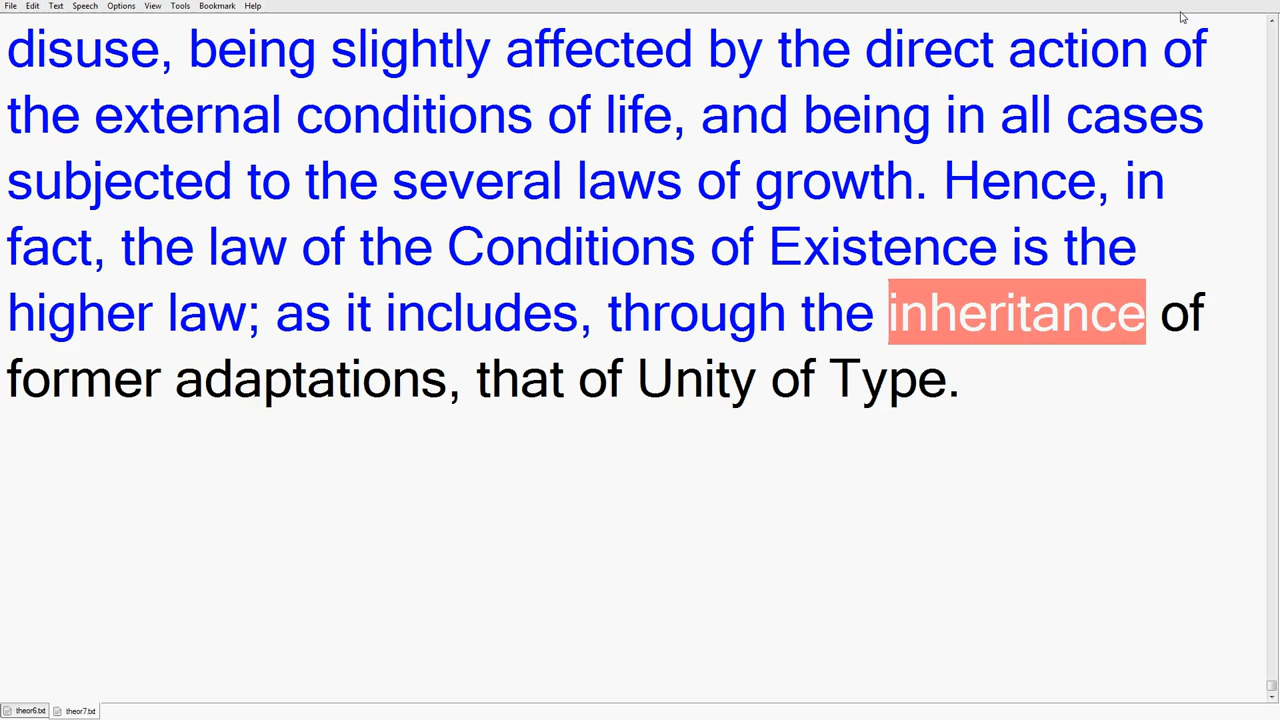 File Edit Text Speech Options View Tools Bookmark Help
disuse, being slightly affected by the direct action of
the external conditions of life, and being in all cases
subjected to the several laws of growth. Hence, in
fact, the law of the Conditions of Existence is the
higher law; as it includes, through the inheritance of
former adaptations, that of Unity of Type.
theor6.txt theor7.txt